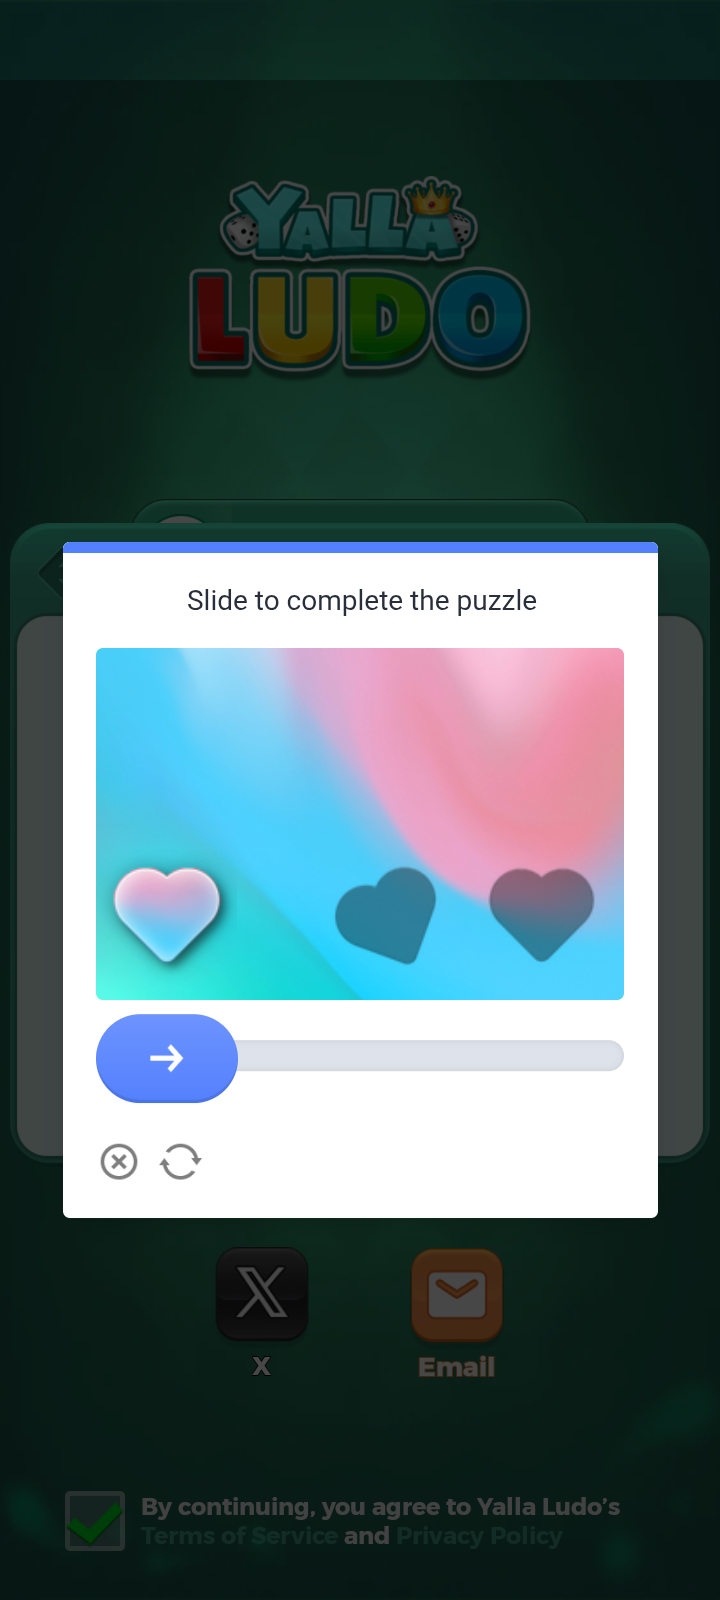 YALLA
LUDO
Slide to complete the puzzle
X
Email
By continuing, you agree to Yalla Ludo's
Terms of Service and Privacy Policy